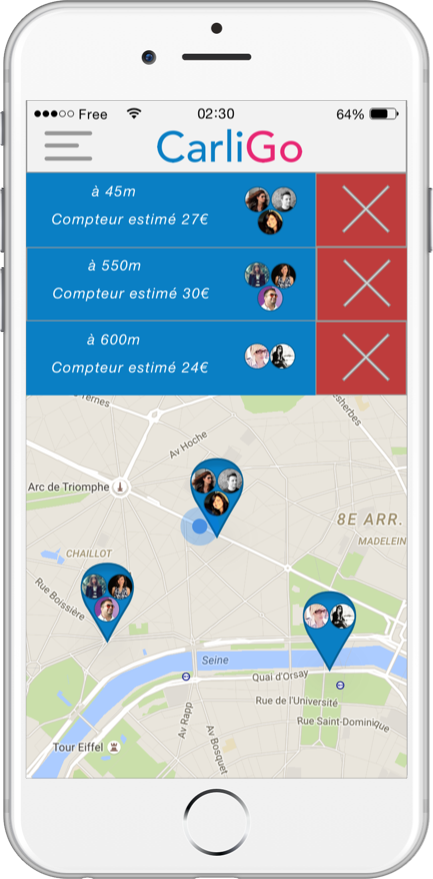 Free 02:30 64%
CarliGo
à 45m
Compteur estimé 27€
à 550m
Compteur estimé 30€
à 600m
Compteur estimé 24€
Ternes
esherbes
Av Hoche
Arc de Triomphe
8E ARR.
MADELEIN
CHAILLOT
Rue Boissière
Seine
Quai d'Orsay
Rue de l'Université
Rue Saint-Dominique
Av Rapp
Av Bosquet
Tour Eiffel